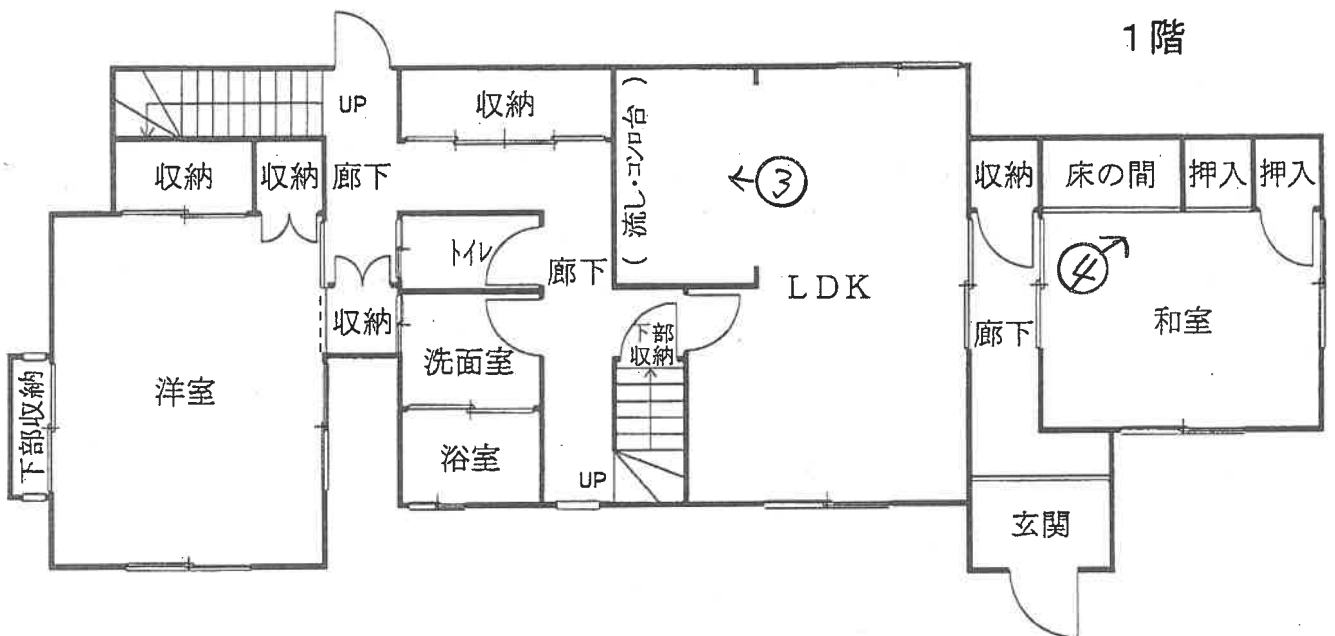 1階
UP
収納
(流し・コンロ台)
収納
収納
廊下
←③
収納
床の間
押入
押入
トイレ
廊下
LDK
④
収納
下部
収納
廊下
和室
洋室
洗面室
下部収納
浴室
UP
玄関